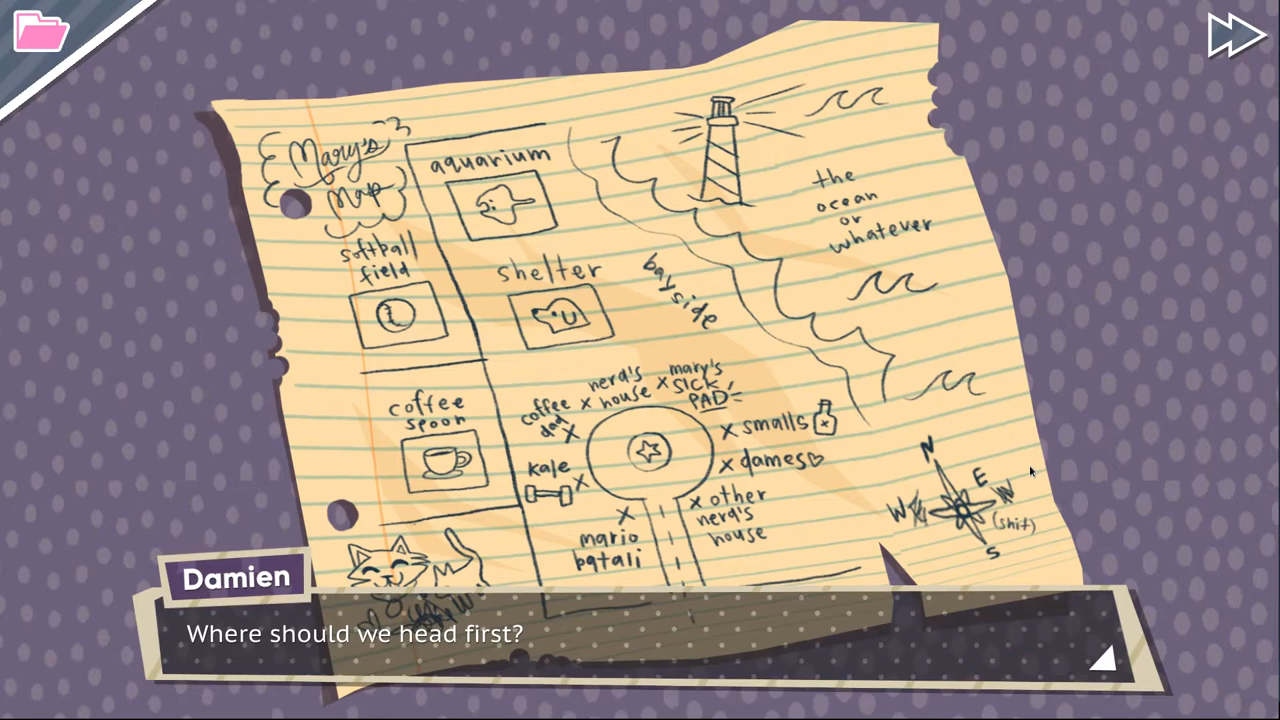 Mary's
map
aquarium
softball
field
shelter
bayside
the
ocean
or
whatever
coffee
spoon
coffee
dad
x
nerd's
x house
mary's
x SICK
PAD
x smalls
x dames
kale
x
x other
nerd's
house
x
mario
batali
N
E
W
(shit)
S
Damien
Where should we head first?